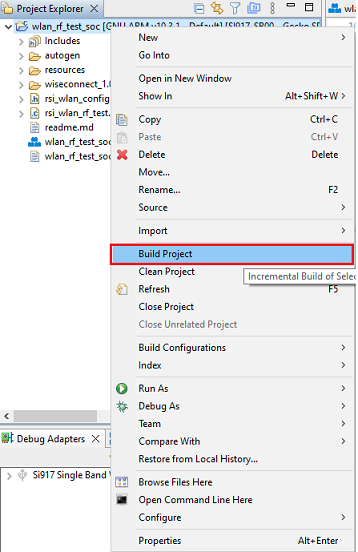 Project Explorer
wla
wlan_rf_test_soc [GNU ARM v10.3.1 - Default] [SI917-SB00 - Gecko SD
Includes
autogen
resources
wiseconnect_1.0
rsi_wlan_config
rsi_wlan_rf_test.
readme.md
wlan_rf_test_soc
wlan_rf_test_soc
New
Go Into
Open in New Window
Show In Alt+Shift+W
Copy Ctrl+C
Paste Ctrl+V
Delete Delete
Move...
Rename... F2
Source
Import
Build Project
Clean Project
Incremental Build of Selec
Refresh F5
Close Project
Close Unrelated Project
Build Configurations
Index
Run As
Debug As
Team
Compare With
Restore from Local History...
Browse Files Here
Open Command Line Here
Configure
Properties Alt+Enter
Debug Adapters
Si917 Single Band W